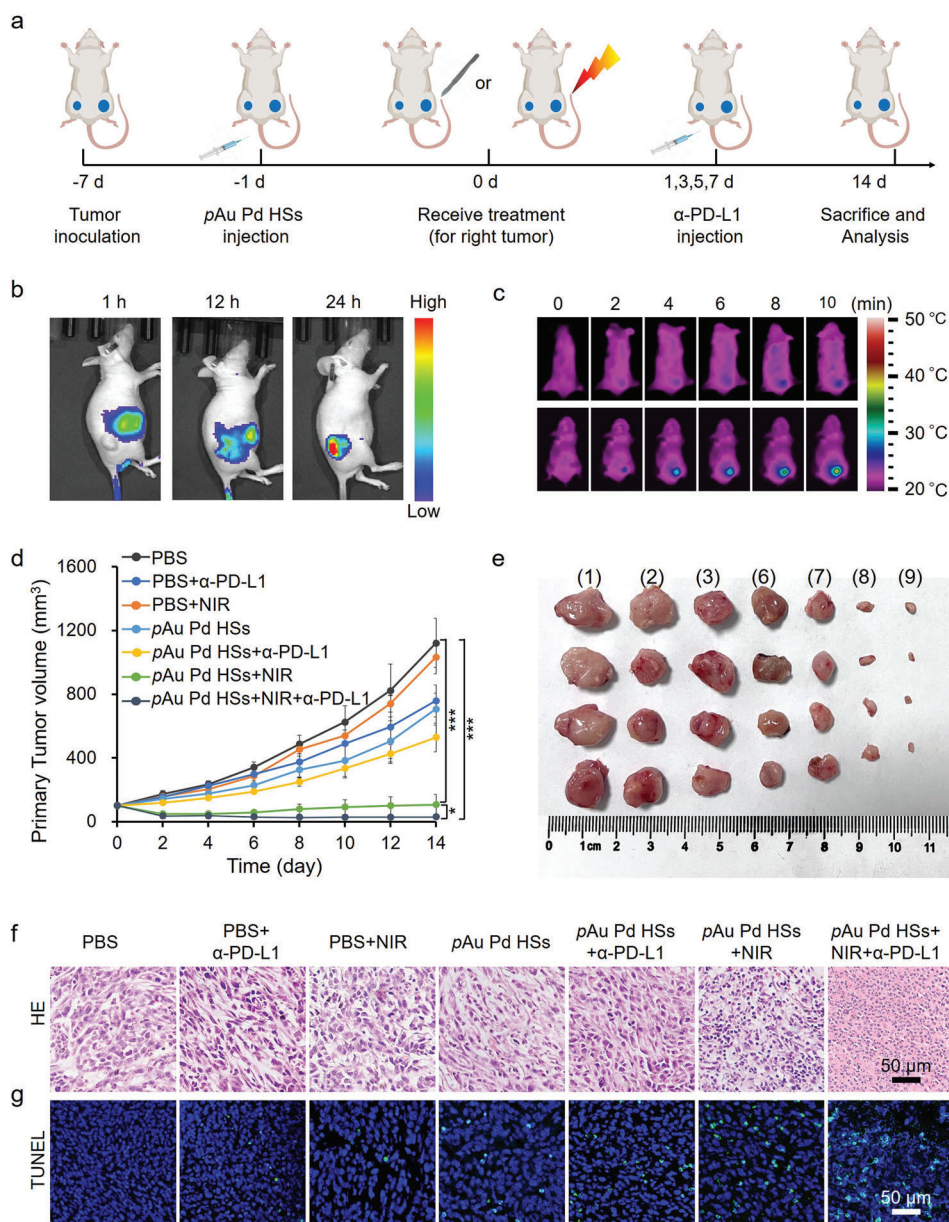 a
or
-7 d
-1 d
0 d
1,3,5,7 d
14 d
Tumor
inoculation
pAu Pd HSs
injection
Receive treatment
(for right tumor)
α-PD-L1
injection
Sacrifice and
Analysis
b
1 h
12 h
24 h
High
Low
c
0 2 4 6 8 10 (min)
50 °C
40°C
30 °C
20 °C
d
Primary Tumor volume (mm³)
1600
1200
800
400
0
PBS
PBS+α-PD-L1
PBS+NIR
pAu Pd HSs
pAu Pd HSs+α-PD-L1
pAu Pd HSs+NIR
pAu Pd HSs+NIR+α-PD-L1
***
***
*
0 2 4 6 8 10 12 14
Time (day)
e
(1) (2) (3) (6) (7) (8) (9)
0 1 cm 2 3 4 5 6 7 8 9 10 11
f
PBS
PBS+
α-PD-L1
PBS+NIR
pAu Pd HSs
pAu Pd HSs
+α-PD-L1
pAu Pd HSs
+NIR
pAu Pd HSs+
NIR+α-PD-L1
HE
50 µm
g
TUNEL
50 µm